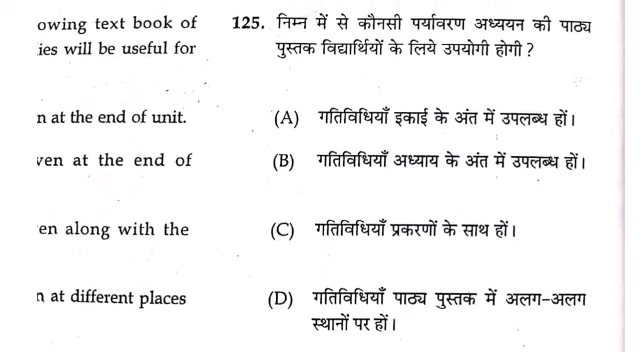 owing text book of
ies will be useful for
n at the end of unit.
ven at the end of
en along with the
n at different places
125. निम्न में से कौनसी पर्यावरण अध्ययन की पाठ्य
पुस्तक विद्यार्थियों के लिये उपयोगी होगी ?
(A) गतिविधियाँ इकाई के अंत में उपलब्ध हों।
(B) गतिविधियाँ अध्याय के अंत में उपलब्ध हों।
(C) गतिविधियाँ प्रकरणों के साथ हों।
(D) गतिविधियाँ पाठ्य पुस्तक में अलग-अलग
स्थानों पर हों।